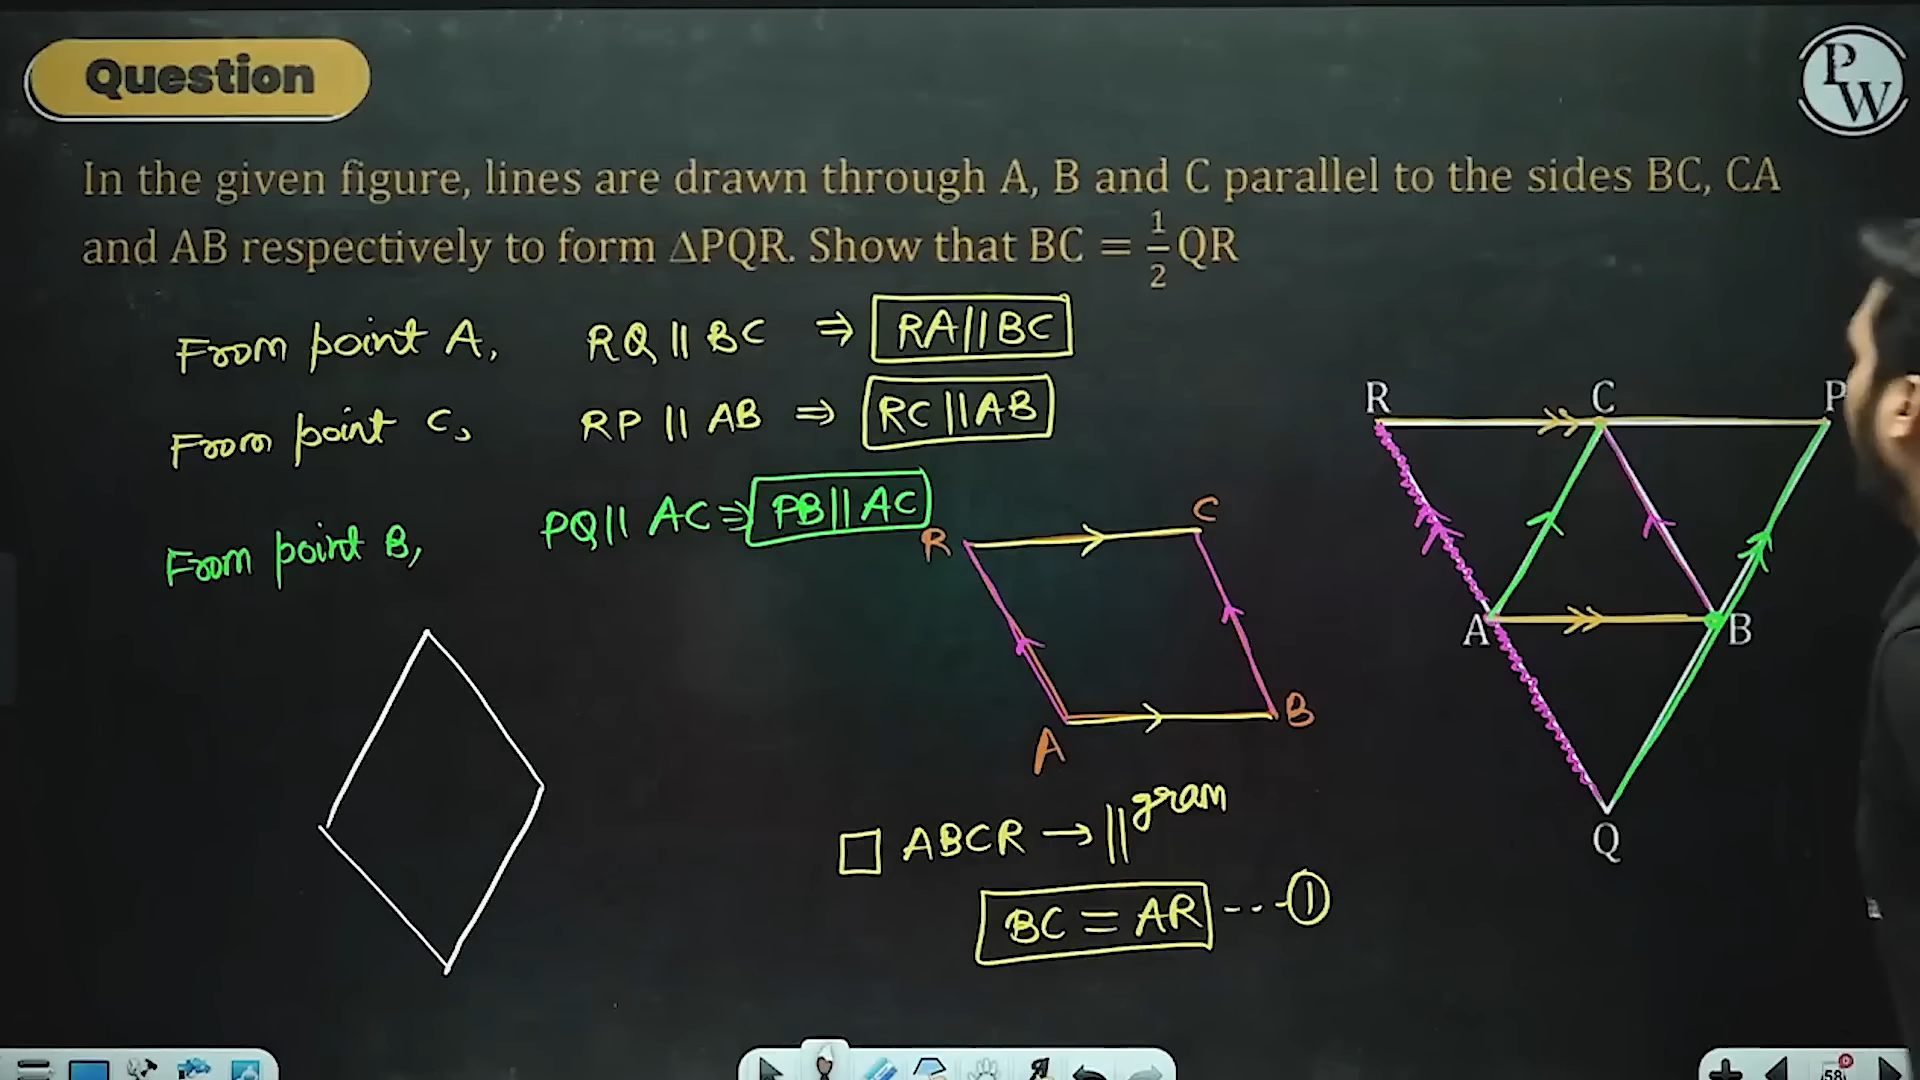 Question
PW
In the given figure, lines are drawn through A, B and C parallel to the sides BC, CA
and AB respectively to form ΔPQR. Show that BC = 1/2 QR
From point A, RQ || BC ⇒ RA||BC
From point C, RP || AB ⇒ RC||AB
From point B, PQ|| AC ⇒ PB||AC
R C P
A B
Q
R C
A B
□ ABCR → ||gram
BC = AR ---①
58